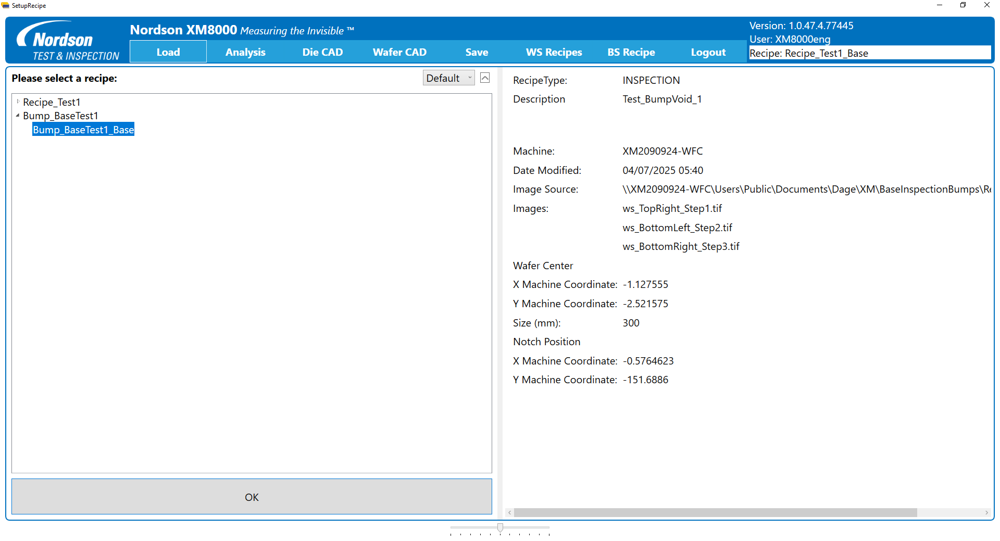 SetupRecipe
Nordson
TEST & INSPECTION
Nordson XM8000 Measuring the Invisible ™
Load Analysis Die CAD Wafer CAD Save WS Recipes BS Recipe Logout
Version: 1.0.47.4.77445
User: XM8000eng
Recipe: Recipe_Test1_Base
Please select a recipe:
Default
Recipe_Test1
Bump_BaseTest1
Bump_BaseTest1_Base
OK
RecipeType: INSPECTION
Description Test_BumpVoid_1
Machine: XM2090924-WFC
Date Modified: 04/07/2025 05:40
Image Source: \\XM2090924-WFC\Users\Public\Documents\Dage\XM\BaseInspectionBumps\Re
Images: ws_TopRight_Step1.tif
ws_BottomLeft_Step2.tif
ws_BottomRight_Step3.tif
Wafer Center
X Machine Coordinate: -1.127555
Y Machine Coordinate: -2.521575
Size (mm): 300
Notch Position
X Machine Coordinate: -0.5764623
Y Machine Coordinate: -151.6886